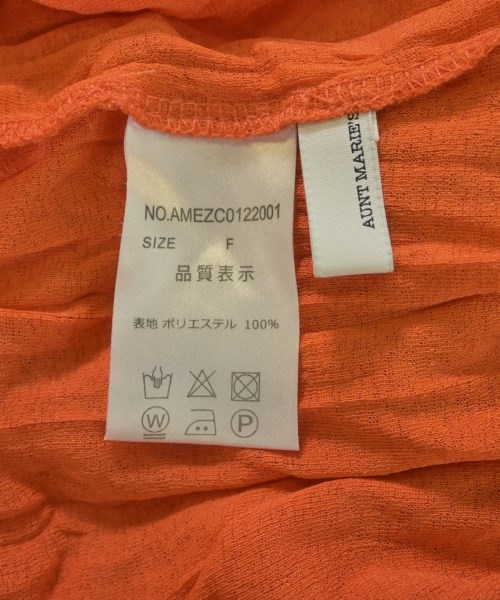 NO.AMEZC0122001
SIZE F
品質表示
表地 ポリエステル 100%
W P
AUNT MARIE'S